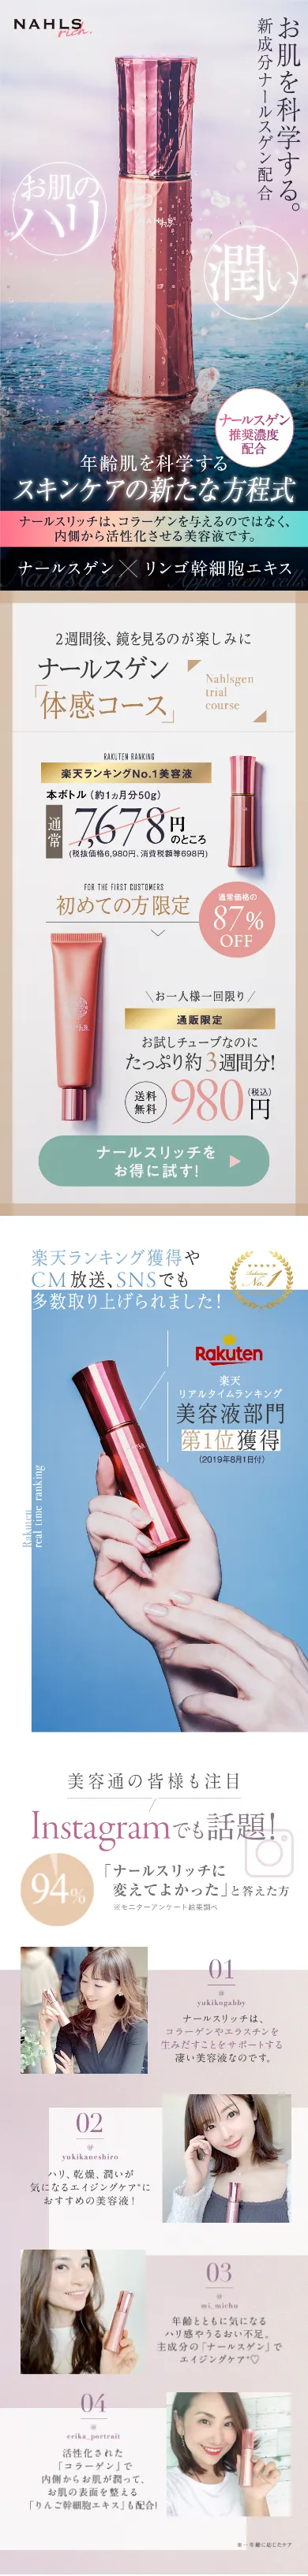 NAHLS
rich.
お肌を科学する。
新成分ナールスゲン配合
お肌の
ハリ
潤い
ナールスゲン
推奨濃度
配合
年齢肌を科学する
スキンケアの新たな方程式
ナールスリッチは、コラーゲンを与えるのではなく、
内側から活性化させる美容液です。
ナールスゲン × リンゴ幹細胞エキス
2週間後、鏡を見るのが楽しみに
ナールスゲン
「体感コース」
Nahlsgen
trial
course
RAKUTEN RANKING
楽天ランキングNo.1美容液
本ボトル（約1ヵ月分50g）
通常
7,678円
のところ
(税抜価格6,980円、消費税額等698円)
FOR THE FIRST CUSTOMERS
初めての方限定
通常価格の
87%
OFF
\お一人様一回限り/
通販限定
お試しチューブなのに
たっぷり約3週間分!
送料
無料
980円
(税込)
ナールスリッチを
お得に試す!
楽天ランキング獲得や
CM放送、SNSでも
多数取り上げられました!
No.1
Rakuten
楽天
リアルタイムランキング
美容液部門
第1位獲得
(2019年8月1日付)
Rakuten
real time ranking
美容通の皆様も注目
Instagramでも話題!
94%
「ナールスリッチに
変えてよかった」と答えた方
※モニターアンケート結果調べ
01
yukikogabby
ナールスリッチは、
コラーゲンやエラスチンを
生みだすことをサポートする
凄い美容液なのです。
02
yukikaneshiro
ハリ、乾燥、潤いが
気になるエイジングケア*に
おすすめの美容液!
03
mi_michu
年齢とともに気になる
ハリ感やうるおい不足。
主成分の「ナールスゲン」で
エイジングケア*♡
04
erika_portrait
活性化された
「コラーゲン」で
内側からお肌が潤って、
お肌の表面を整える
「りんご幹細胞エキス」も配合!
※…年齢に応じたケア